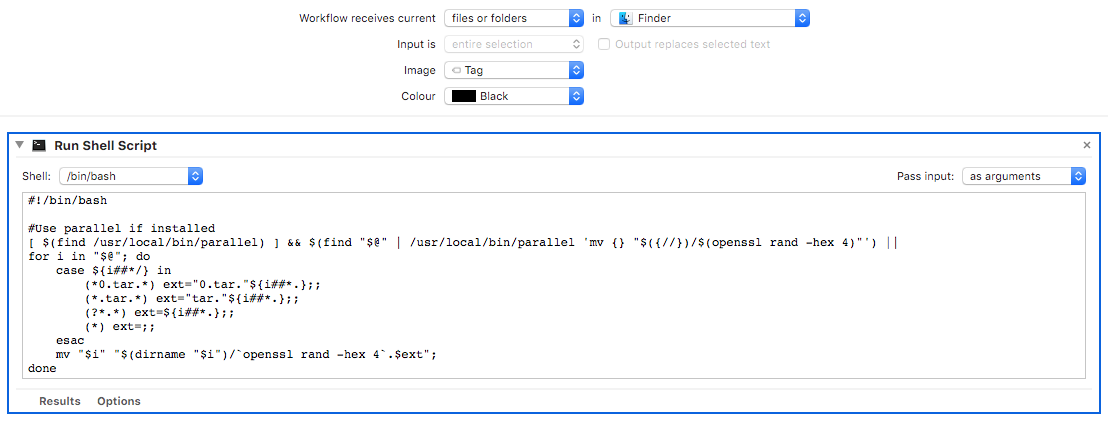 Workflow receives current files or folders in Finder
Input is entire selection Output replaces selected text
Image Tag
Colour Black
Run Shell Script
Shell: /bin/bash Pass input: as arguments
#!/bin/bash
#Use parallel if installed
[ $(find /usr/local/bin/parallel) ] && $(find "$@" | /usr/local/bin/parallel 'mv {} "$({//})/$(openssl rand -hex 4)"') ||
for i in "$@"; do
    case ${i##*/} in
        (*0.tar.*) ext="0.tar."${i##*.};;
        (*.tar.*) ext="tar."${i##*.};;
        (?*.*) ext=${i##*.};;
        (*) ext=;;
    esac
    mv "$i" "$(dirname "$i")/`openssl rand -hex 4`.$ext";
done
Results Options